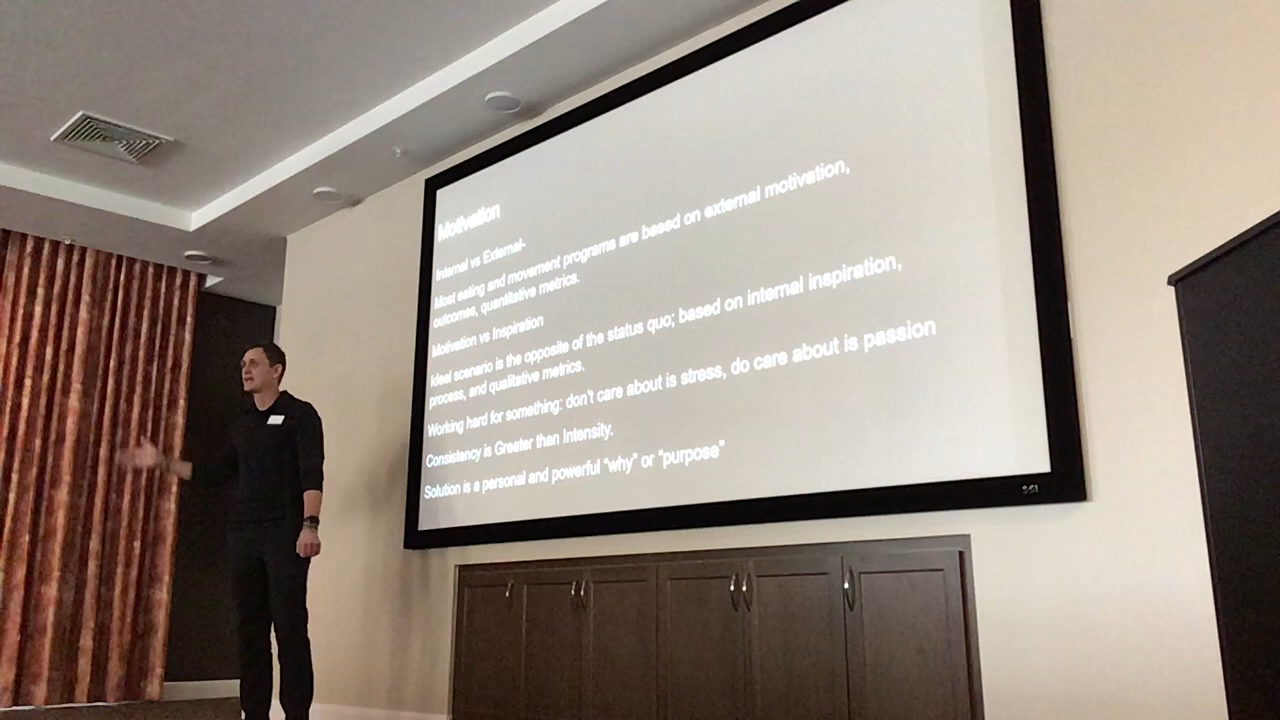 Motivation
Internal vs External-
Most eating and movement programs are based on external motivation,
outcomes, quantitative metrics.
Motivation vs Inspiration
Ideal scenario is the opposite of the status quo; based on internal inspiration,
process, and qualitative metrics.
Working hard for something: don't care about is stress, do care about is passion
Consistency is Greater than Intensity.
Solution is a personal and powerful “why” or “purpose”